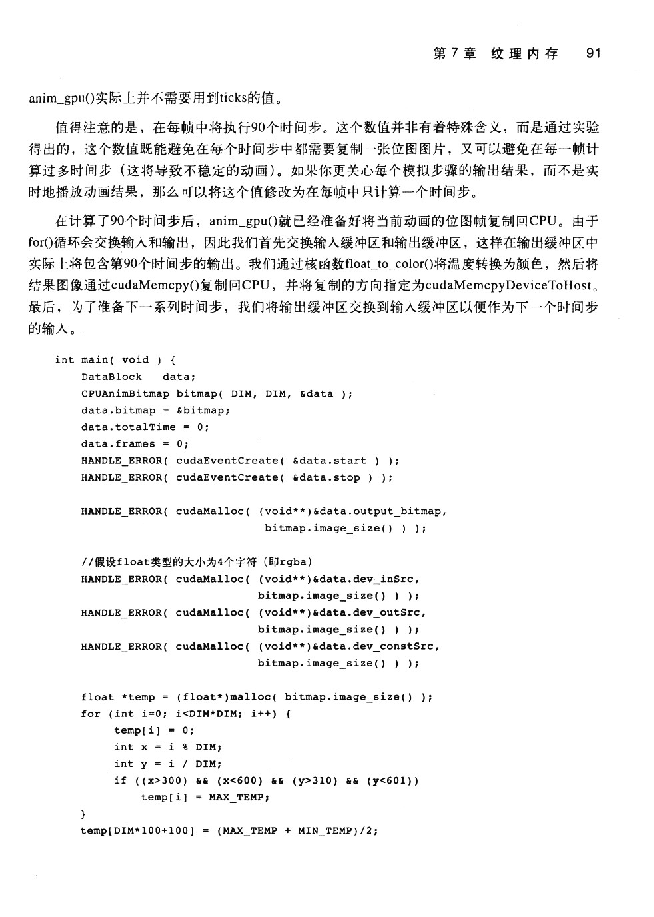 第7章 纹理内存 91
anim_gpu()实际上并不需要用到ticks的值。
值得注意的是，在每帧中将执行90个时间步。这个数值并非有着特殊含义，而是通过实验
得出的，这个数值既能避免在每个时间步中都需要复制一张位图图片，又可以避免在每一帧计
算过多时间步（这将导致不稳定的动画）。如果你更关心每个模拟步骤的输出结果，而不是实
时地播放动画结果，那么可以将这个值修改为在每帧中只计算一个时间步。
在计算了90个时间步后，anim_gpu()就已经准备好将当前动画的位图帧复制回CPU。由于
for()循环会交换输入和输出，因此我们首先交换输入缓冲区和输出缓冲区，这样在输出缓冲区中
实际上将包含第90个时间步的输出。我们通过核函数float_to_color()将温度转换为颜色，然后将
结果图像通过cudaMemcpy()复制回CPU，并将复制的方向指定为cudaMemcpyDeviceToHost。
最后，为了准备下一系列时间步，我们将输出缓冲区交换到输入缓冲区以便作为下一个时间步
的输入。
int main( void ) {
DataBlock data;
CPUAnimBitmap bitmap( DIM, DIM, &data );
data.bitmap = &bitmap;
data.totalTime = 0;
data.frames = 0;
HANDLE_ERROR( cudaEventCreate( &data.start ) );
HANDLE_ERROR( cudaEventCreate( &data.stop ) );
HANDLE_ERROR( cudaMalloc( (void**)&data.output_bitmap,
bitmap.image_size() ) );
//假设float类型的大小为4个字符（即rgba）
HANDLE_ERROR( cudaMalloc( (void**)&data.dev_inSrc,
bitmap.image_size() ) );
HANDLE_ERROR( cudaMalloc( (void**)&data.dev_outSrc,
bitmap.image_size() ) );
HANDLE_ERROR( cudaMalloc( (void**)&data.dev_constSrc,
bitmap.image_size() ) );
float *temp = (float*)malloc( bitmap.image_size() );
for (int i=0; i<DIM*DIM; i++) {
temp[i] = 0;
int x = i % DIM;
int y = i / DIM;
if ((x>300) && (x<600) && (y>310) && (y<601))
temp[i] = MAX_TEMP;
}
temp[DIM*100+100] = (MAX_TEMP + MIN_TEMP)/2;